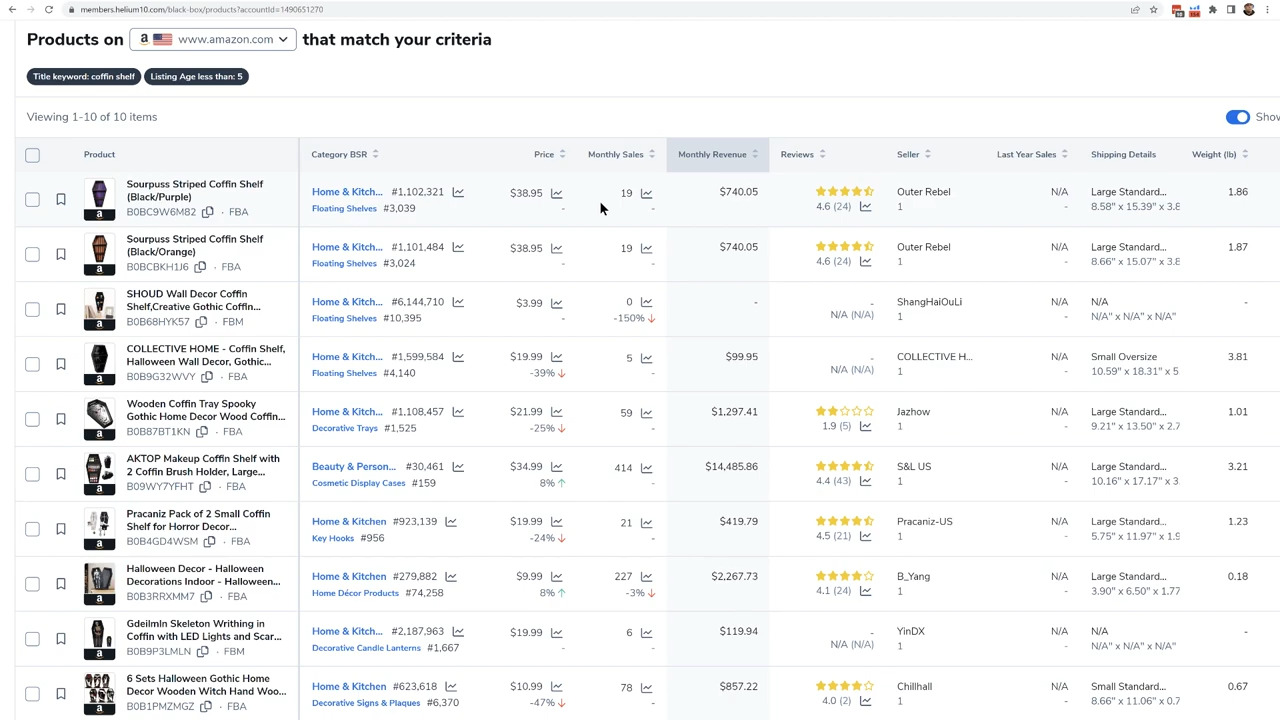 members.helium10.com/black-box/products?accountId=1490651270
Products on www.amazon.com that match your criteria
Title keyword: coffin shelf Listing Age less than: 5
Viewing 1-10 of 10 items Show
Product Category BSR Price Monthly Sales Monthly Revenue Reviews Seller Last Year Sales Shipping Details Weight (lb)
Sourpuss Striped Coffin Shelf
(Black/Purple)
B0BC9W6M82 · FBA
Home & Kitch... #1,102,321 $38.95 19 $740.05 Outer Rebel N/A Large Standard... 1.86
Floating Shelves #3,039 - - 4.6 (24) 1 - 8.58" x 15.39" x 3.8
Sourpuss Striped Coffin Shelf
(Black/Orange)
B0BCBKH1J6 · FBA
Home & Kitch... #1,101,484 $38.95 19 $740.05 Outer Rebel N/A Large Standard... 1.87
Floating Shelves #3,024 - - 4.6 (24) 1 - 8.66" x 15.07" x 3.8
SHOUD Wall Decor Coffin
Shelf,Creative Gothic Coffin...
B0B68HYK57 · FBM
Home & Kitch... #6,144,710 $3.99 0 - - ShangHaiOuLi N/A N/A -
Floating Shelves #10,395 - -150% N/A (N/A) 1 - N/A" x N/A" x N/A"
COLLECTIVE HOME - Coffin Shelf,
Halloween Wall Decor, Gothic...
B0B9G32WVY · FBA
Home & Kitch... #1,599,584 $19.99 5 $99.95 - COLLECTIVE H... N/A Small Oversize 3.81
Floating Shelves #4,140 -39% - N/A (N/A) 1 - 10.59" x 18.31" x 5
Wooden Coffin Tray Spooky
Gothic Home Decor Wood Coffin...
B0B87BT1KN · FBA
Home & Kitch... #1,108,457 $21.99 59 $1,297.41 Jazhow N/A Large Standard... 1.01
Decorative Trays #1,525 -25% - 1.9 (5) 1 - 9.21" x 13.50" x 2.7
AKTOP Makeup Coffin Shelf with
2 Coffin Brush Holder, Large...
B09WY7YFHT · FBA
Beauty & Person... #30,461 $34.99 414 $14,485.86 S&L US N/A Large Standard... 3.21
Cosmetic Display Cases #159 8% - 4.4 (43) 1 - 10.16" x 17.17" x 3.
Pracaniz Pack of 2 Small Coffin
Shelf for Horror Decor...
B0B4GD4WSM · FBA
Home & Kitchen #923,139 $19.99 21 $419.79 Pracaniz-US N/A Large Standard... 1.23
Key Hooks #956 -24% - 4.5 (21) 1 - 5.75" x 11.97" x 1.9
Halloween Decor - Halloween
Decorations Indoor - Halloween...
B0B3RRXMM7 · FBA
Home & Kitchen #279,882 $9.99 227 $2,267.73 B_Yang N/A Large Standard... 0.18
Home Décor Products #74,258 8% -3% 4.1 (24) 1 - 3.90" x 6.50" x 1.77
Gdeilmln Skeleton Writhing in
Coffin with LED Lights and Scar...
B0B9P3LMLN · FBM
Home & Kitch... #2,187,963 $19.99 6 $119.94 - YinDX N/A N/A -
Decorative Candle Lanterns #1,667 - - N/A (N/A) 1 - N/A" x N/A" x N/A"
6 Sets Halloween Gothic Home
Decor Wooden Witch Hand Woo...
B0B1PMZMGZ · FBA
Home & Kitchen #623,618 $10.99 78 $857.22 Chillhall N/A Small Standard... 0.67
Decorative Signs & Plaques #6,370 -47% - 4.0 (2) 1 - 8.66" x 11.06" x 0.7